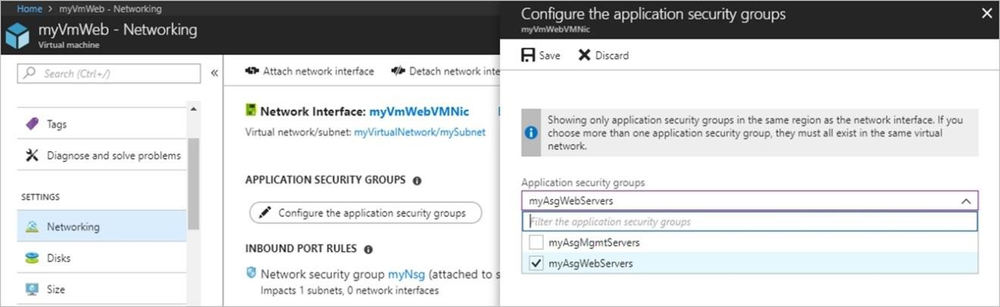 Home > myVmWeb - Networking
myVmWeb - Networking
Virtual machine
Search (Ctrl+/)
«
Tags
Diagnose and solve problems
SETTINGS
Networking
Disks
Size
Attach network interface
Detach network inte
Network Interface: myVmWebVMNic
Virtual network/subnet: myVirtualNetwork/mySubnet
APPLICATION SECURITY GROUPS
Configure the application security groups
INBOUND PORT RULES
Network security group myNsg (attached to s
Impacts 1 subnets, 0 network interfaces
Configure the application security groups
myVmWebVMNic
Save
Discard
Showing only application security groups in the same region as the network interface. If you
choose more than one application security group, they must all exist in the same virtual
network.
Application security groups
myAsgWebServers
Filter the application security groups
myAsgMgmtServers
myAsgWebServers